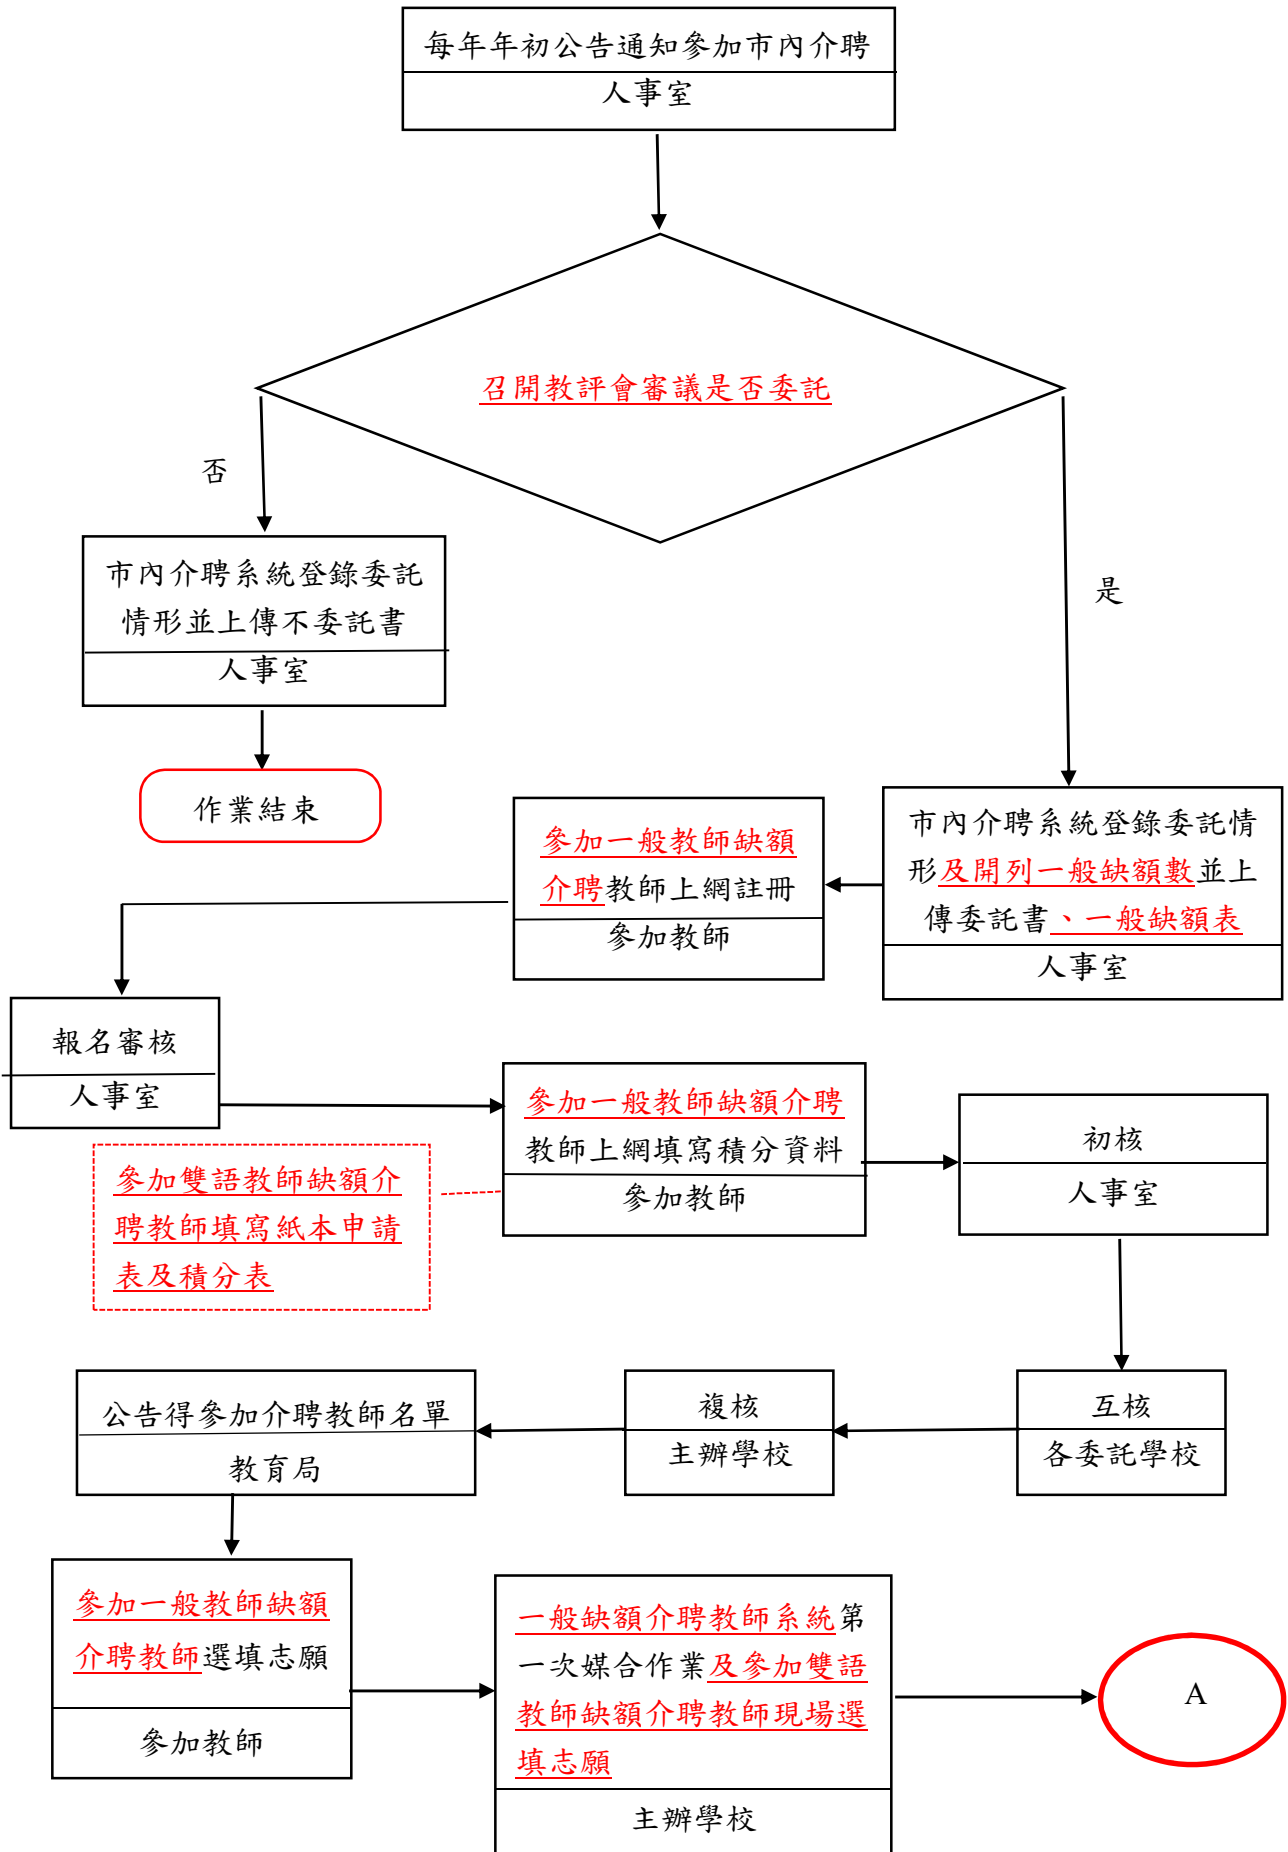 每年年初公告通知參加市內介聘
人事室
召開教評會審議是否委託
否
是
市內介聘系統登錄委託
情形並上傳不委託書
人事室
作業結束
市內介聘系統登錄委託情
形及開列一般缺額數並上
傳委託書、一般缺額表
人事室
參加一般教師缺額
介聘教師上網註冊
參加教師
報名審核
人事室
參加一般教師缺額介聘
教師上網填寫積分資料
參加教師
參加雙語教師缺額介
聘教師填寫紙本申請
表及積分表
初核
人事室
互核
各委託學校
複核
主辦學校
公告得參加介聘教師名單
教育局
參加一般教師缺額
介聘教師選填志願
參加教師
一般缺額介聘教師系統第
一次媒合作業及參加雙語
教師缺額介聘教師現場選
填志願
主辦學校
A